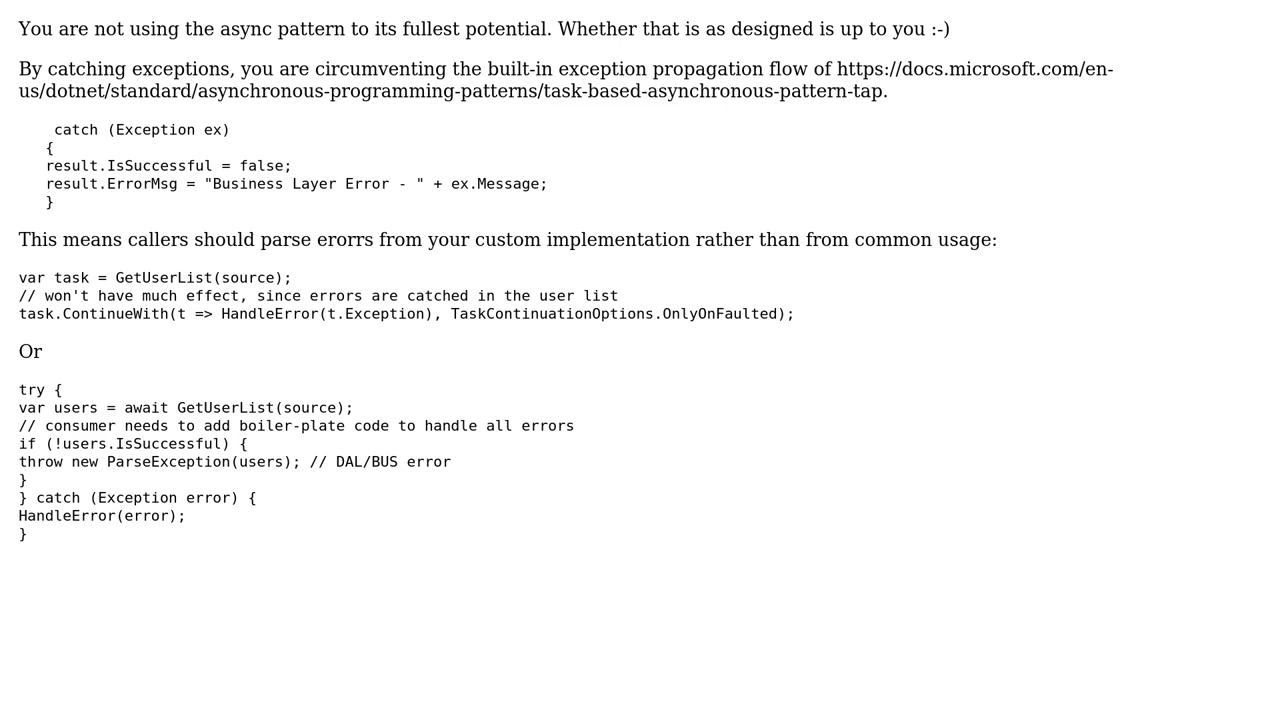 You are not using the async pattern to its fullest potential. Whether that is as designed is up to you :-)
By catching exceptions, you are circumventing the built-in exception propagation flow of https://docs.microsoft.com/en-
us/dotnet/standard/asynchronous-programming-patterns/task-based-asynchronous-pattern-tap.
catch (Exception ex)
{
result.IsSuccessful = false;
result.ErrorMsg = "Business Layer Error - " + ex.Message;
}
This means callers should parse erorrs from your custom implementation rather than from common usage:
var task = GetUserList(source);
// won't have much effect, since errors are catched in the user list
task.ContinueWith(t => HandleError(t.Exception), TaskContinuationOptions.OnlyOnFaulted);
Or
try {
var users = await GetUserList(source);
// consumer needs to add boiler-plate code to handle all errors
if (!users.IsSuccessful) {
throw new ParseException(users); // DAL/BUS error
}
} catch (Exception error) {
HandleError(error);
}